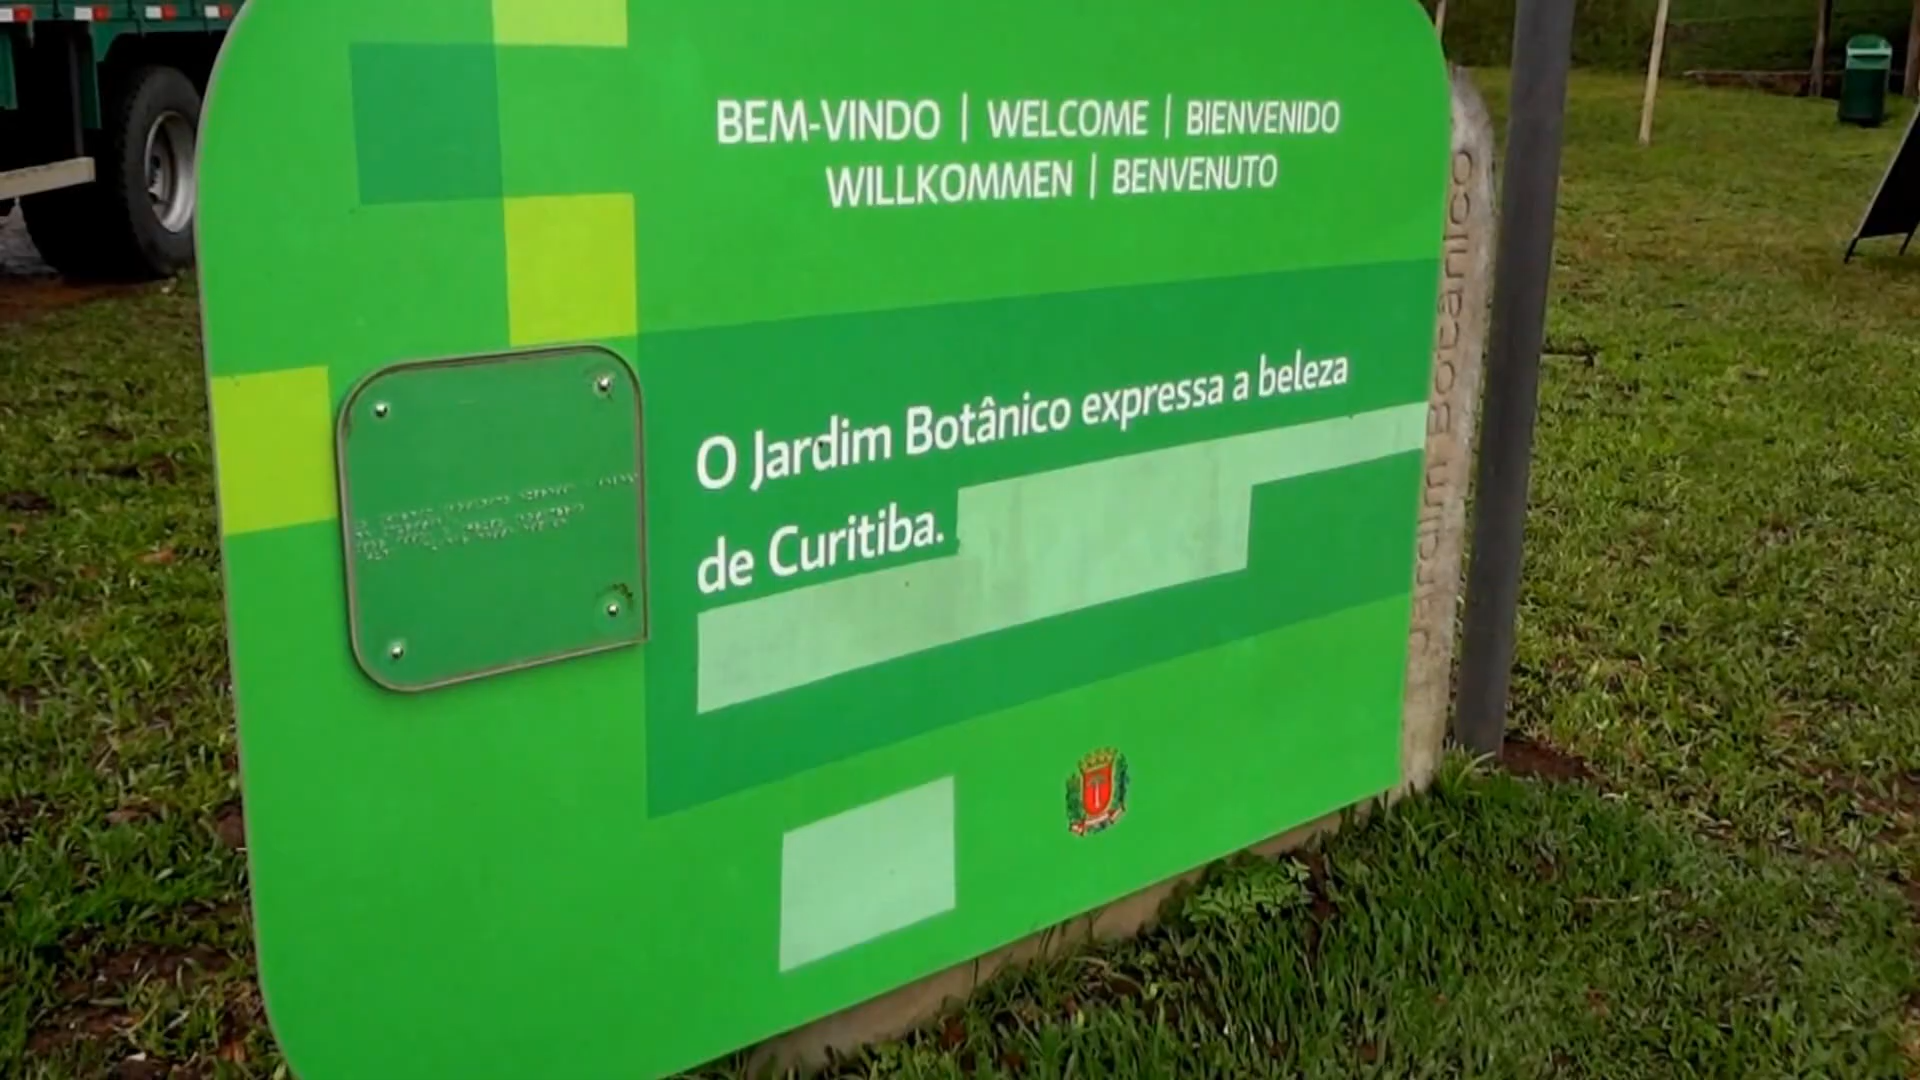 BEM-VINDO | WELCOME | BIENVENIDO
WILLKOMMEN | BENVENUTO
O Jardim Botânico expressa a beleza
de Curitiba.
Jardim Botânico